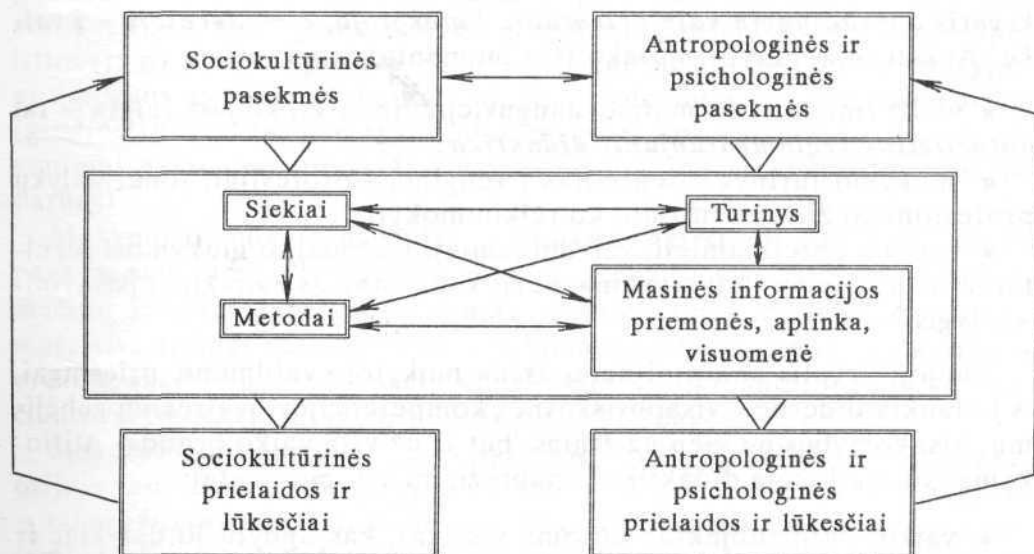 Sociokultūrinės
pasekmės
Antropologinės ir
psichologinės
pasekmės
Siekiai
Turinys
Metodai
Masinės informacijos
priemonės, aplinka,
visuomenė
Sociokultūrinės
prielaidos ir
lūkesčiai
Antropologinės ir
psichologinės
prielaidos ir lūkesčiai